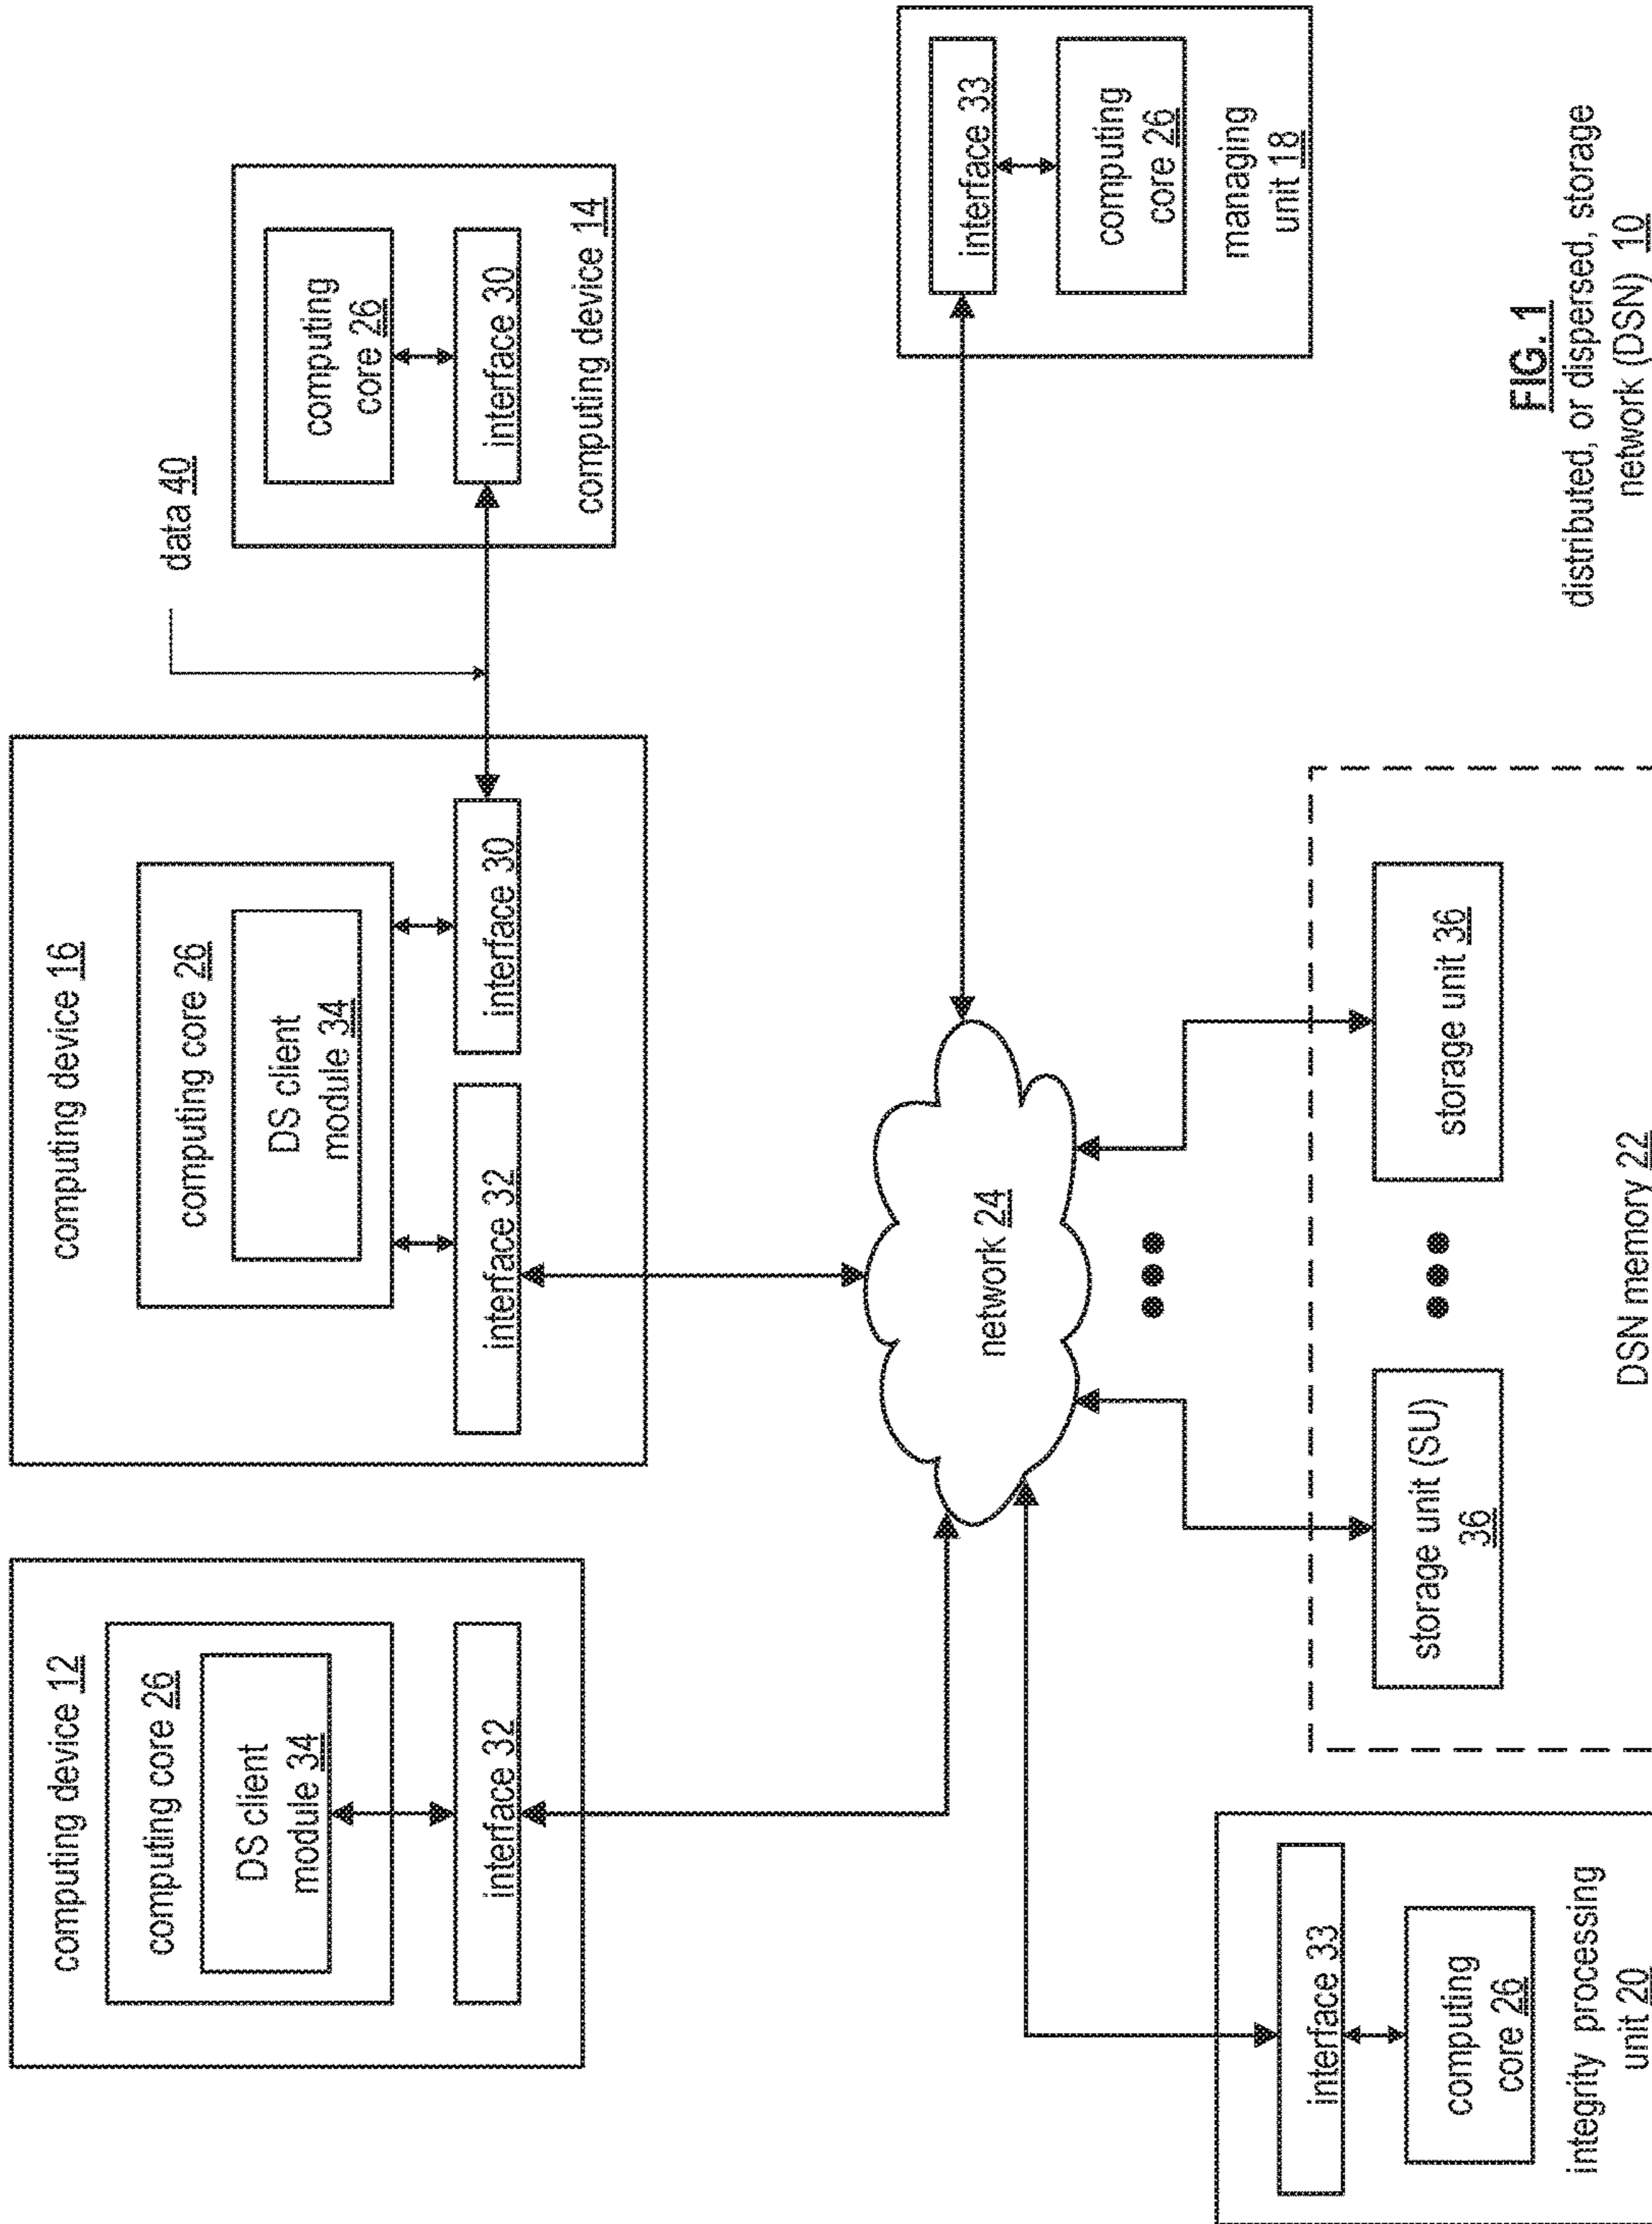 computing device 12
computing core 26
DS client
module 34
interface 32
computing device 16
computing core 26
DS client
module 34
interface 32
interface 30
data 40
computing
core 26
interface 30
computing device 14
network 24
interface 33
computing
core 26
managing
unit 18
interface 33
computing
core 26
integrity processing
unit 20
storage unit (SU)
36
storage unit 36
DSN memory 22
FIG. 1
distributed, or dispersed, storage
network (DSN) 10